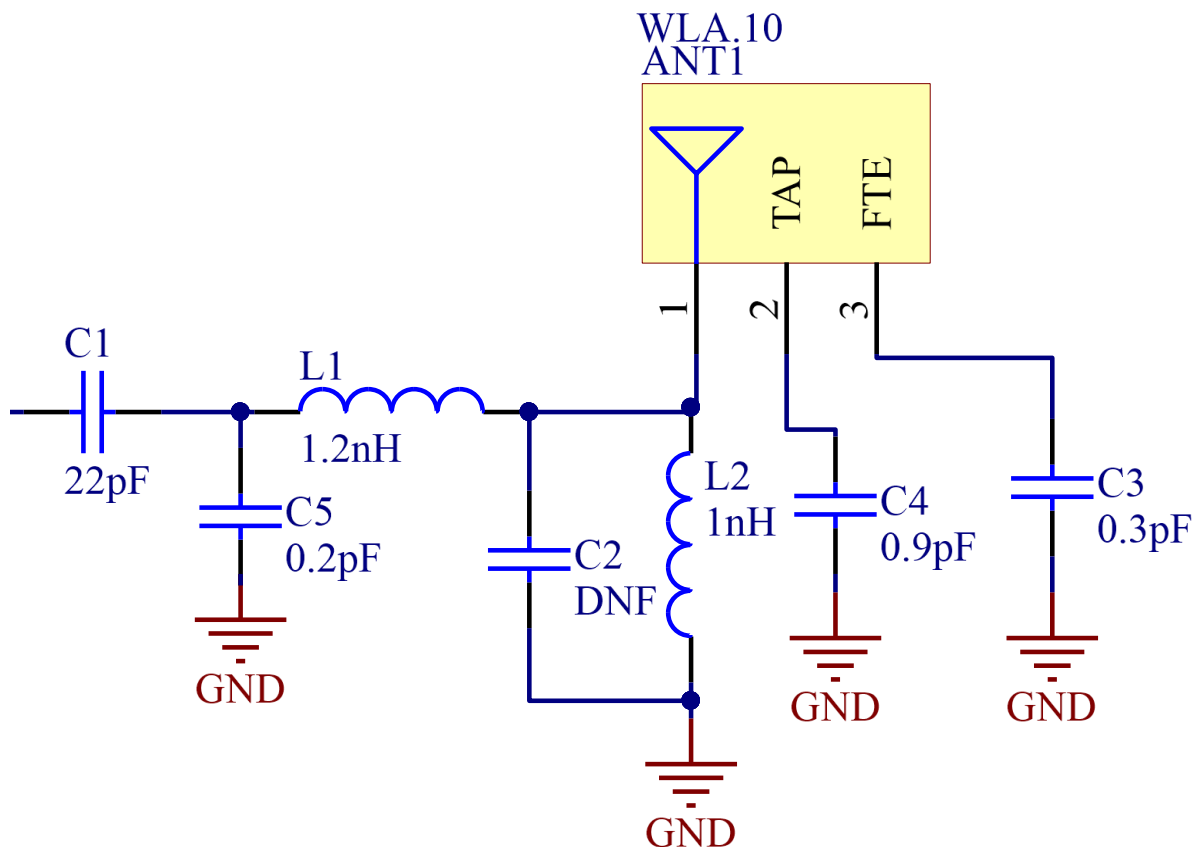 WLA.10
ANT1
TAP
FTE
1
2
3
C1
22pF
L1
1.2nH
C5
0.2pF
GND
C2
DNF
L2
1nH
GND
C4
0.9pF
GND
C3
0.3pF
GND